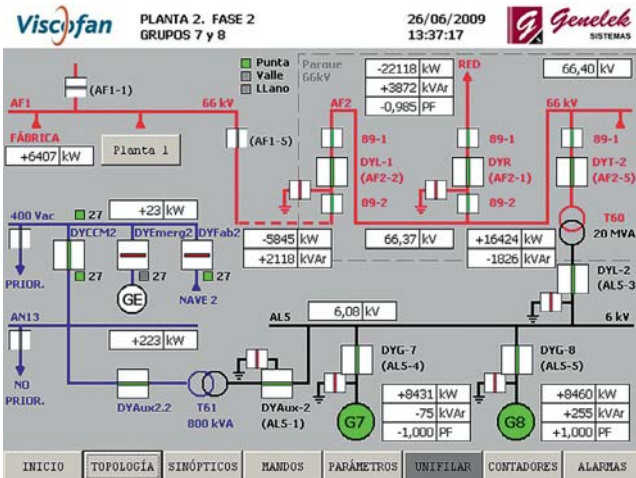 Viscofan
PLANTA 2. FASE 2
GRUPOS 7 y 8
26/06/2009
13:37:17
Genelek
SISTEMAS
Punta
Valle
LLano
Parque
66kV
-22118 kW
+3872 kVAr
-0,985 PF
RED
66,40 kV
(AF1-1)
AF1
66 kV
AF2
66 kV
FÁBRICA
+6407 kW
Planta 1
(AF1-5)
89-1
DYL-1
(AF2-2)
89-2
89-1
DYR
(AF2-1)
89-2
89-1
DYT-2
(AF2-5)
T60
20 MVA
400 Vac
27
+23 kW
DYCCM2
DYEmerg2
DYFab2
-5845 kW
+2118 kVAr
66,37 kV
+16424 kW
-1826 kVAr
27
27
27
PRIOR.
GE
NAVE 2
DYL-2
(AL5-3
AN13
+223 kW
AL5
6,08 kV
6 kV
NO
PRIOR.
DYAux2.2
T61
800 kVA
DYAux-2
(AL5-1)
DYG-7
(AL5-4)
G7
+8431 kW
-75 kVAr
-1,000 PF
DYG-8
(AL5-5)
G8
+8460 kW
+255 kVAr
+1,000 PF
INICIO
TOPOLOGÍA
SINÓPTICOS
MANDOS
PARÁMETROS
UNIFILAR
CONTADORES
ALARMAS